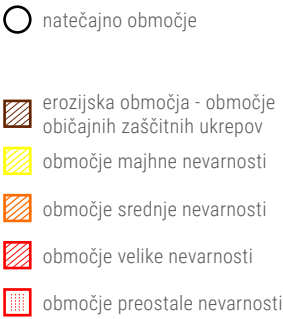 natečajno območje
erozijska območja - območje
običajnih zaščitnih ukrepov
območje majhne nevarnosti
območje srednje nevarnosti
območje velike nevarnosti
območje preostale nevarnosti